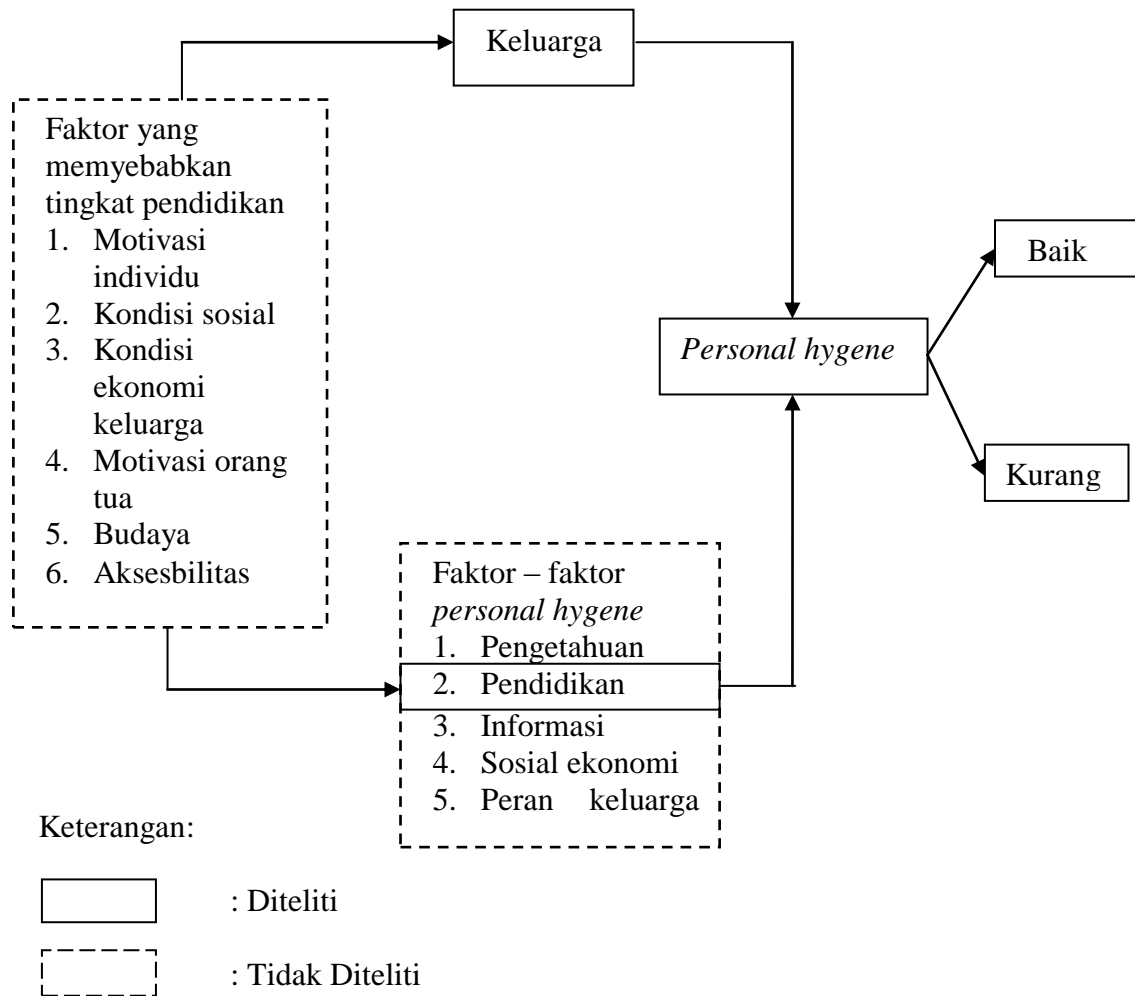 Keluarga
Faktor yang
memyebabkan
tingkat pendidikan
1. Motivasi
individu
2. Kondisi sosial
3. Kondisi
ekonomi
keluarga
4. Motivasi orang
tua
5. Budaya
6. Aksesbilitas
Baik
Personal hygene
Kurang
Faktor – faktor
personal hygene
1. Pengetahuan
2. Pendidikan
3. Informasi
4. Sosial ekonomi
5. Peran keluarga
Keterangan:
: Diteliti
: Tidak Diteliti